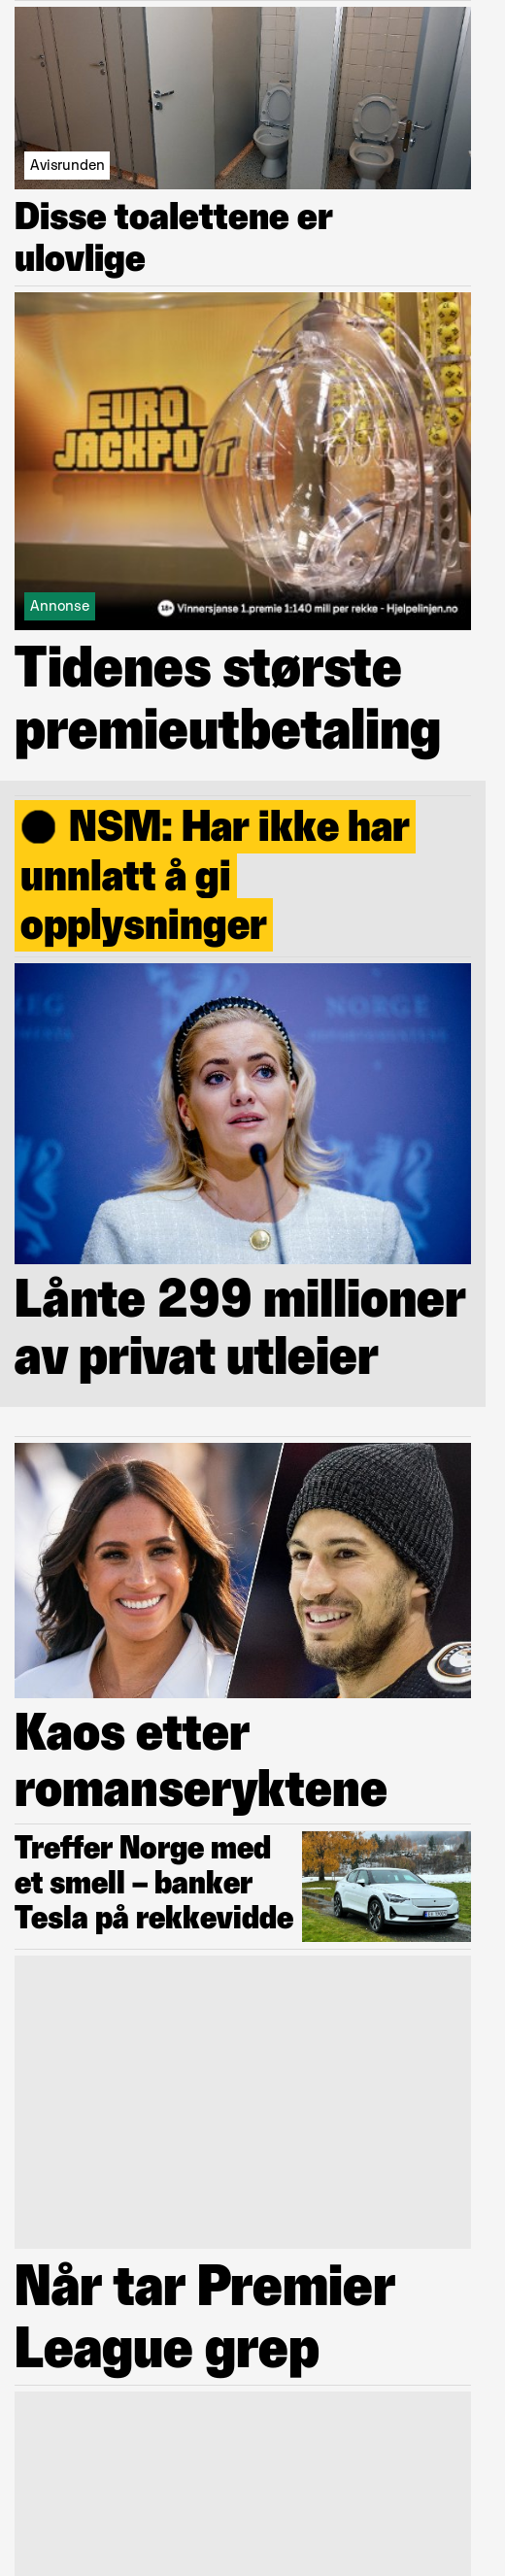 Avisrunden
Disse toalettene er
ulovlige
EURO
JACKPOT
Annonse
18+ Vinnersjanse 1.premie 1:140 mill per rekke - Hjelpelinjen.no
Tidenes største
premieutbetaling
NSM: Har ikke har
unnlatt å gi
opplysninger
NORGE
Lånte 299 millioner
av privat utleier
Kaos etter
romanseryktene
Treffer Norge med
et smell – banker
Tesla på rekkevidde
Når tar Premier
League grep